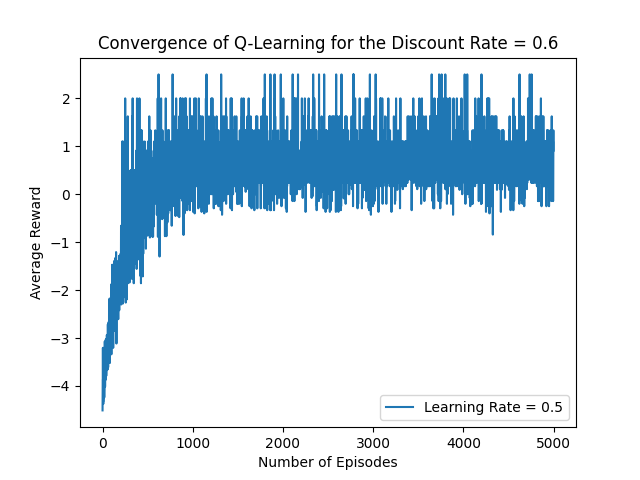 Convergence of Q-Learning for the Discount Rate = 0.6
Average Reward
2
1
0
−1
−2
−3
−4
Learning Rate = 0.5
0 1000 2000 3000 4000 5000
Number of Episodes